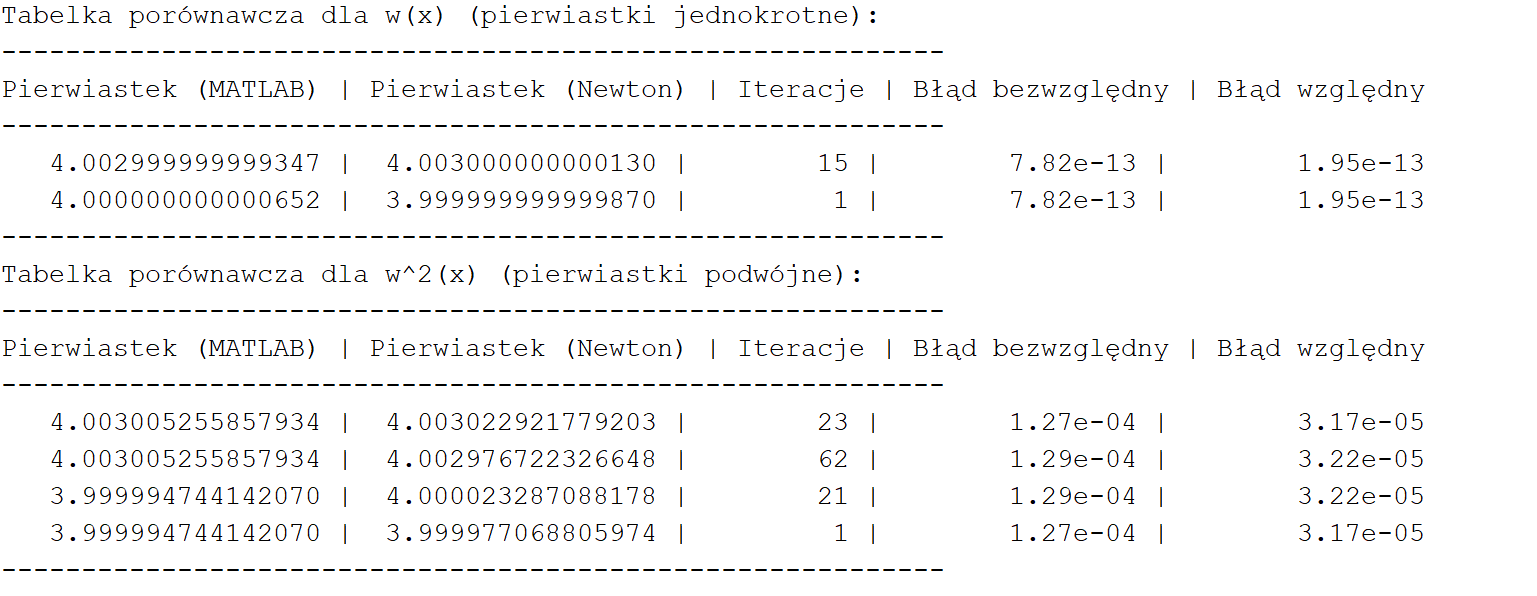 Tabelka porównawcza dla w(x) (pierwiastki jednokrotne):
-----------------------------------------------------------
Pierwiastek (MATLAB) | Pierwiastek (Newton) | Iteracje | Błąd bezwzględny | Błąd względny
-----------------------------------------------------------
4.002999999999347 | 4.003000000000130 | 15 | 7.82e-13 | 1.95e-13
4.000000000000652 | 3.999999999999870 | 1 | 7.82e-13 | 1.95e-13
-----------------------------------------------------------
Tabelka porównawcza dla w^2(x) (pierwiastki podwójne):
-----------------------------------------------------------
Pierwiastek (MATLAB) | Pierwiastek (Newton) | Iteracje | Błąd bezwzględny | Błąd względny
-----------------------------------------------------------
4.003005255857934 | 4.003022921779203 | 23 | 1.27e-04 | 3.17e-05
4.003005255857934 | 4.002976722326648 | 62 | 1.29e-04 | 3.22e-05
3.999994744142070 | 4.000023287088178 | 21 | 1.29e-04 | 3.22e-05
3.999994744142070 | 3.999977068805974 | 1 | 1.27e-04 | 3.17e-05
-----------------------------------------------------------